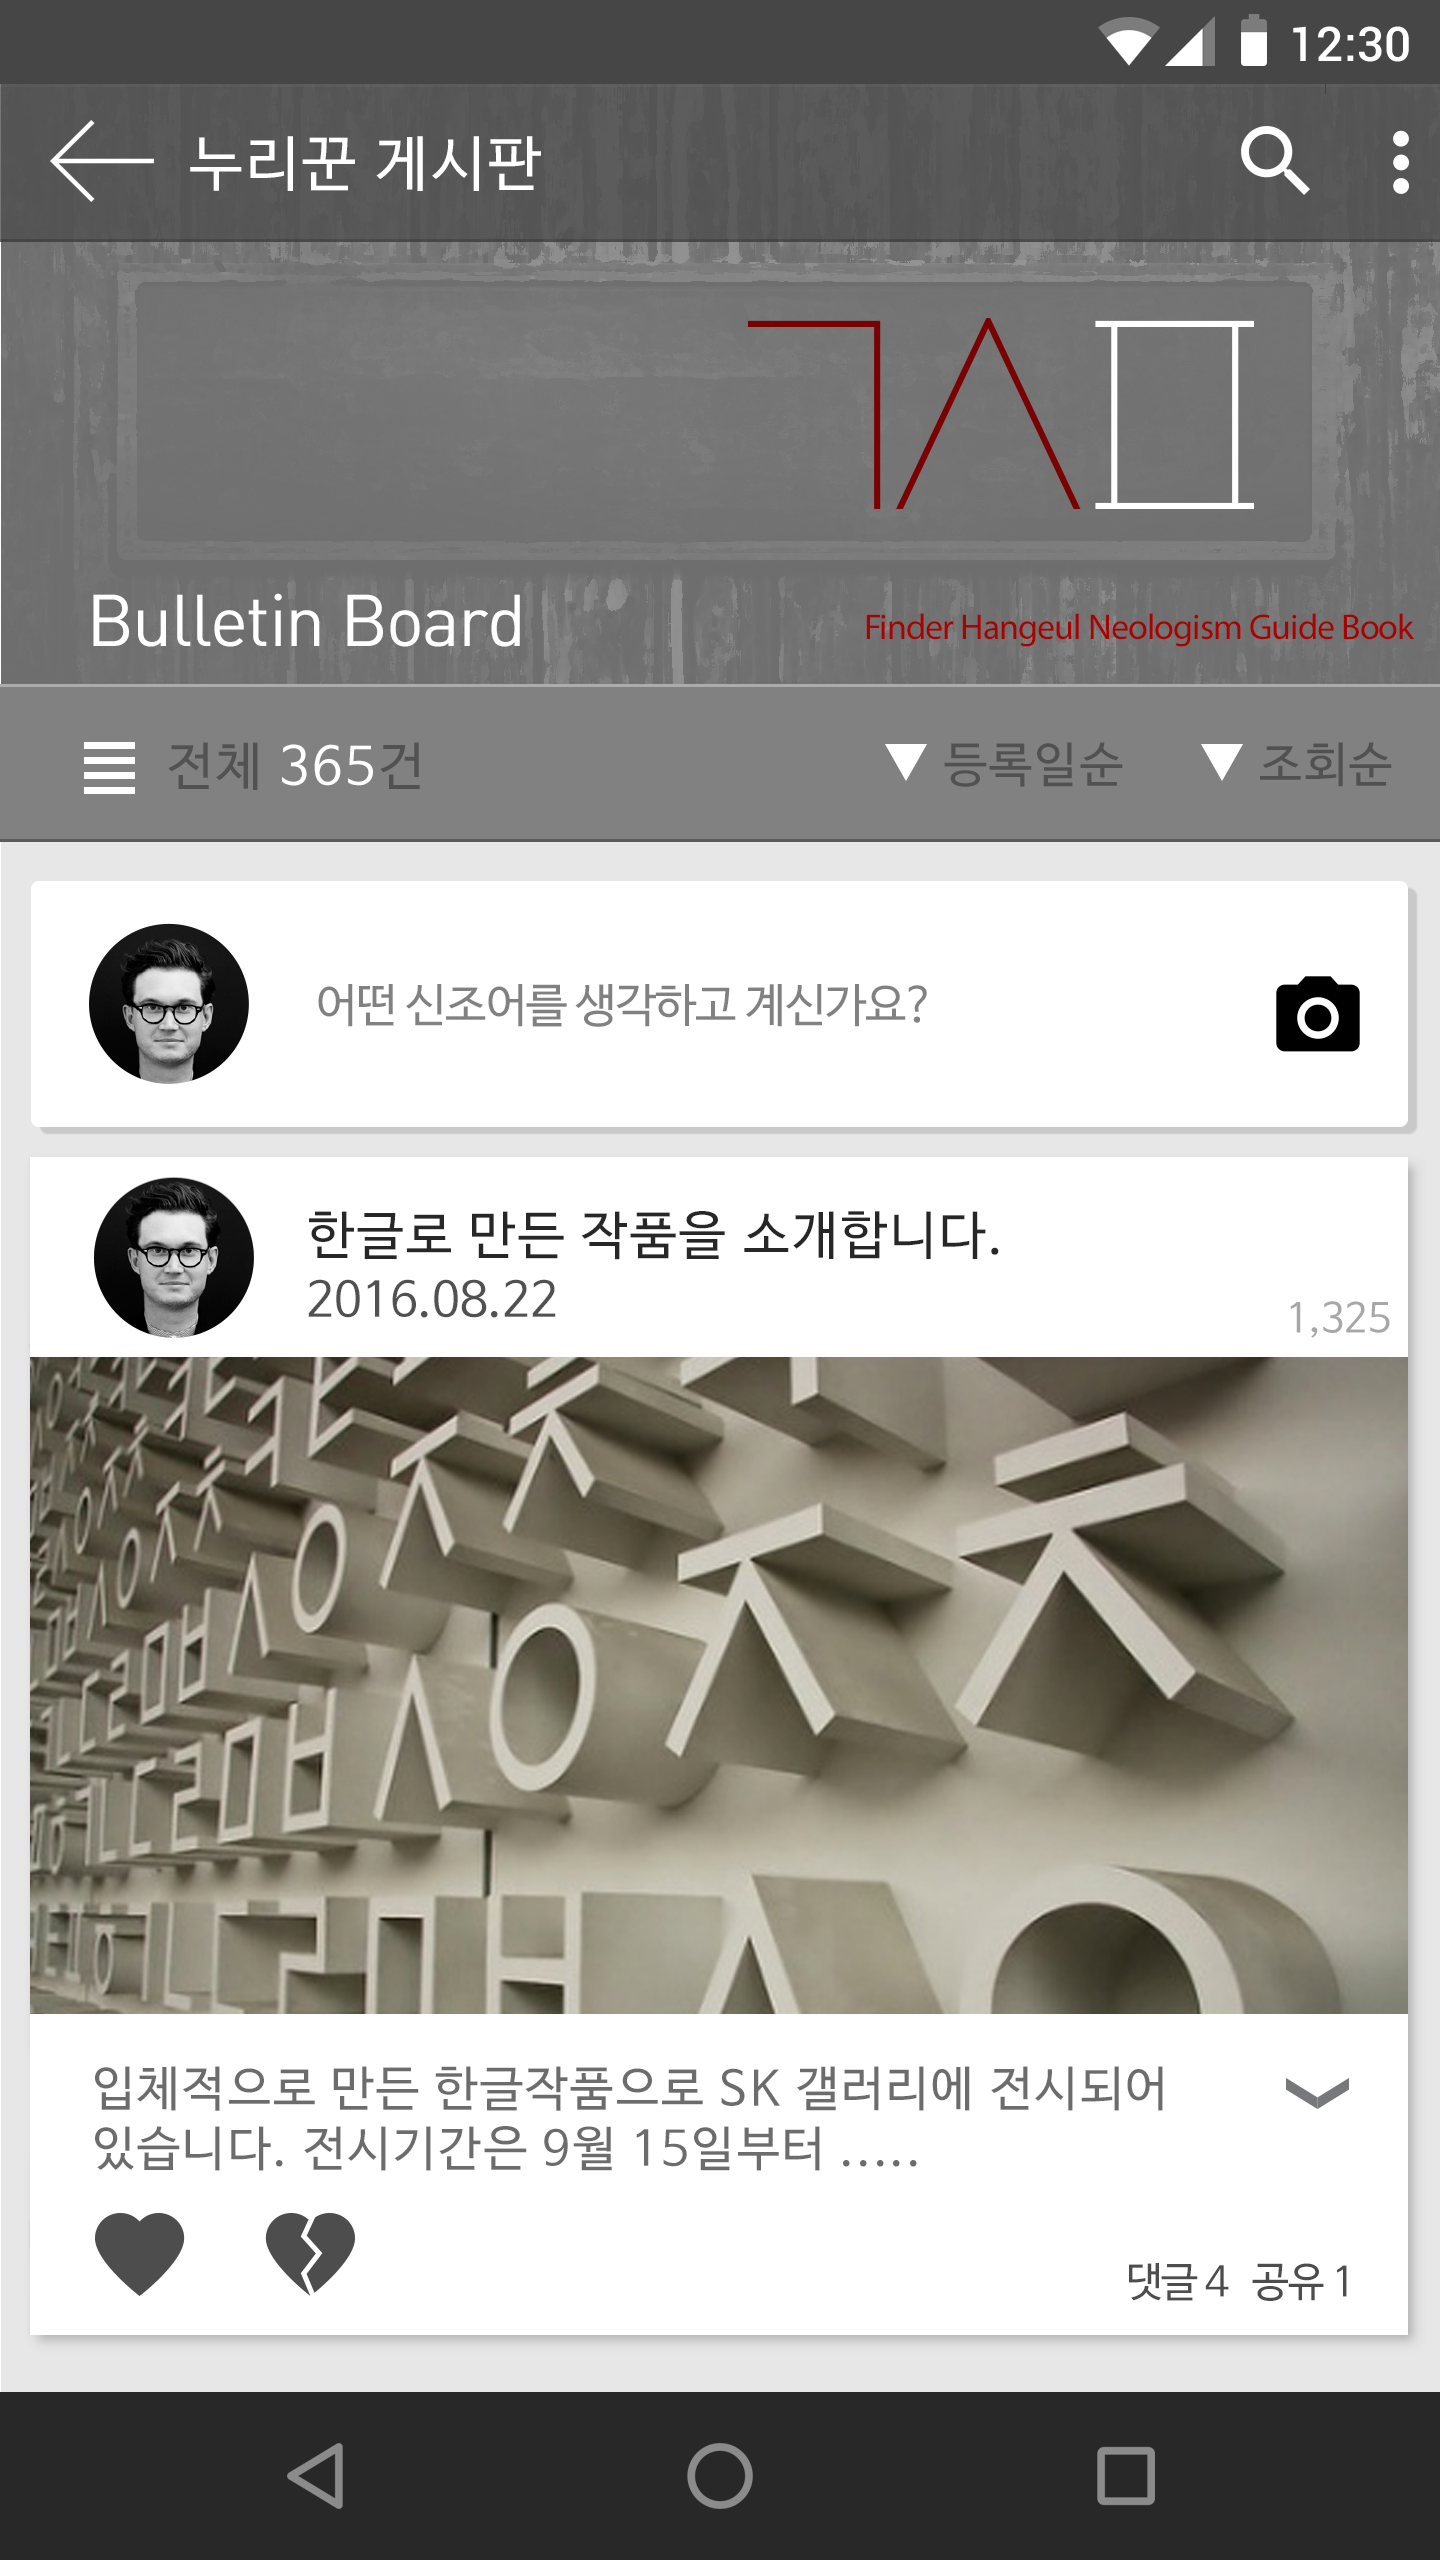 12:30
누리꾼 게시판
ㄱㅅㅁ
Bulletin Board
Finder Hangeul Neologism Guide Book
전체 365건
등록일순
조회순
어떤 신조어를 생각하고 계신가요?
한글로 만든 작품을 소개합니다.
2016.08.22
1,325
입체적으로 만든 한글작품으로 SK 갤러리에 전시되어
있습니다. 전시기간은 9월 15일부터 .....
댓글 4 공유 1